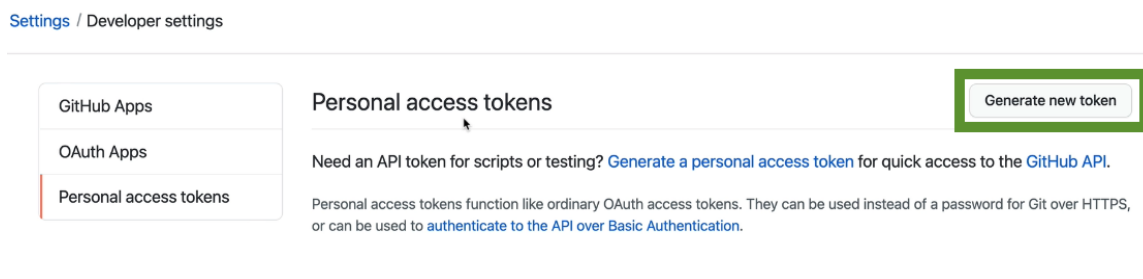 Settings / Developer settings
GitHub Apps
OAuth Apps
Personal access tokens
Personal access tokens
Generate new token
Need an API token for scripts or testing? Generate a personal access token for quick access to the GitHub API.
Personal access tokens function like ordinary OAuth access tokens. They can be used instead of a password for Git over HTTPS,
or can be used to authenticate to the API over Basic Authentication.